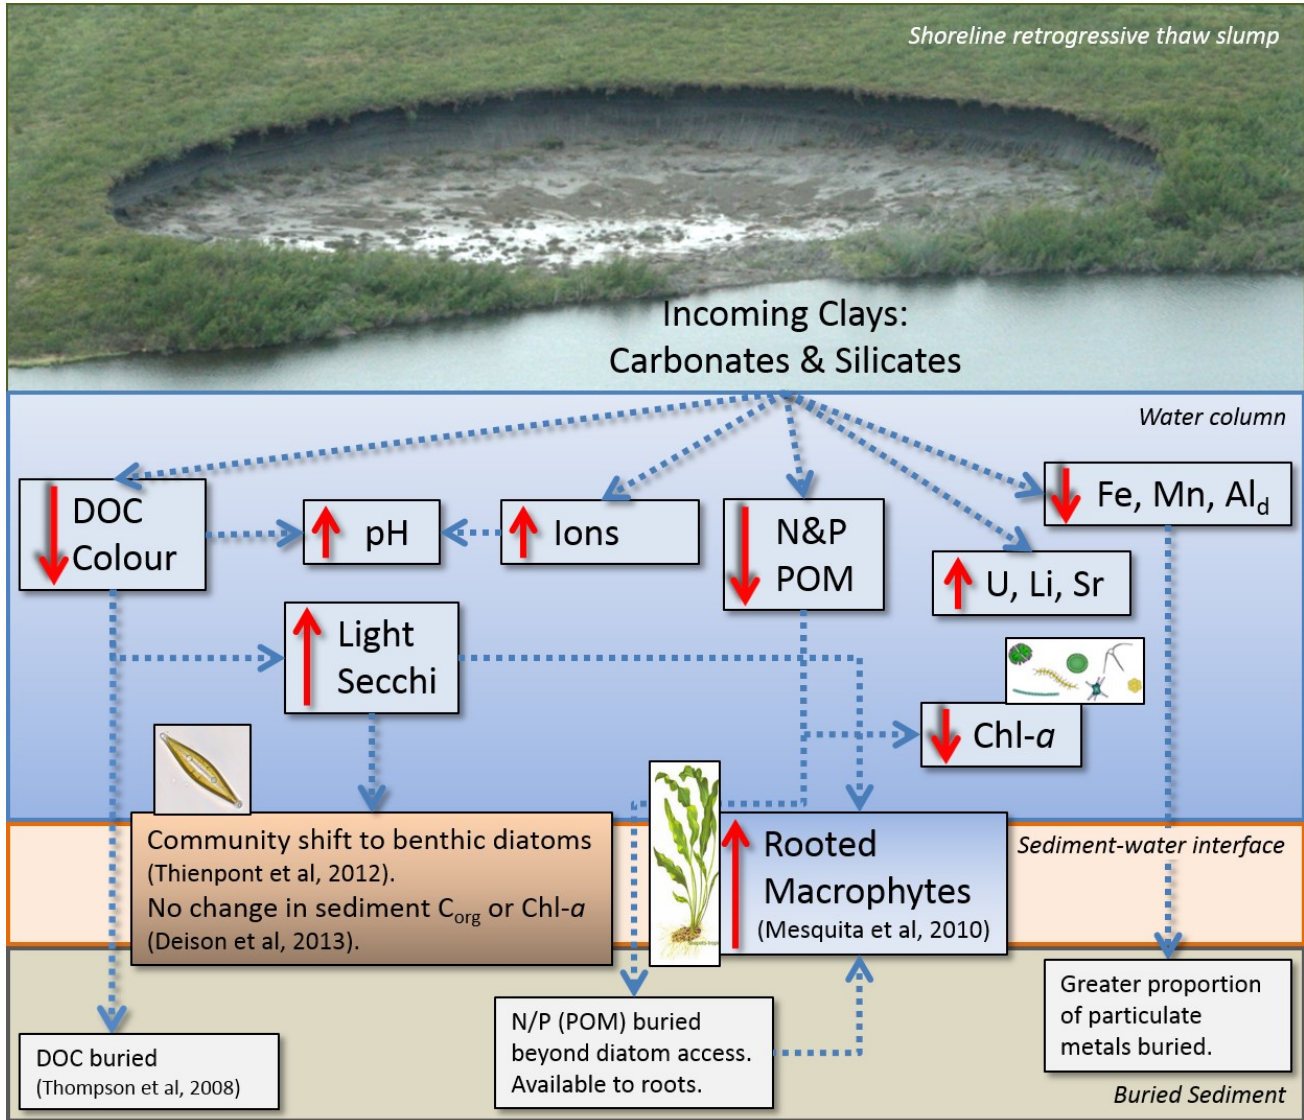 Shoreline retrogressive thaw slump
Incoming Clays:
Carbonates & Silicates
Water column
DOC
Colour
pH
Ions
N&P
POM
Fe, Mn, Al_d
U, Li, Sr
Light
Secchi
Chl-a
Community shift to benthic diatoms
(Thienpont et al, 2012).
No change in sediment C_org or Chl-a
(Deison et al, 2013).
Rooted
Macrophytes
(Mesquita et al, 2010)
Sediment-water interface
DOC buried
(Thompson et al, 2008)
N/P (POM) buried
beyond diatom access.
Available to roots.
Greater proportion
of particulate
metals buried.
Buried Sediment